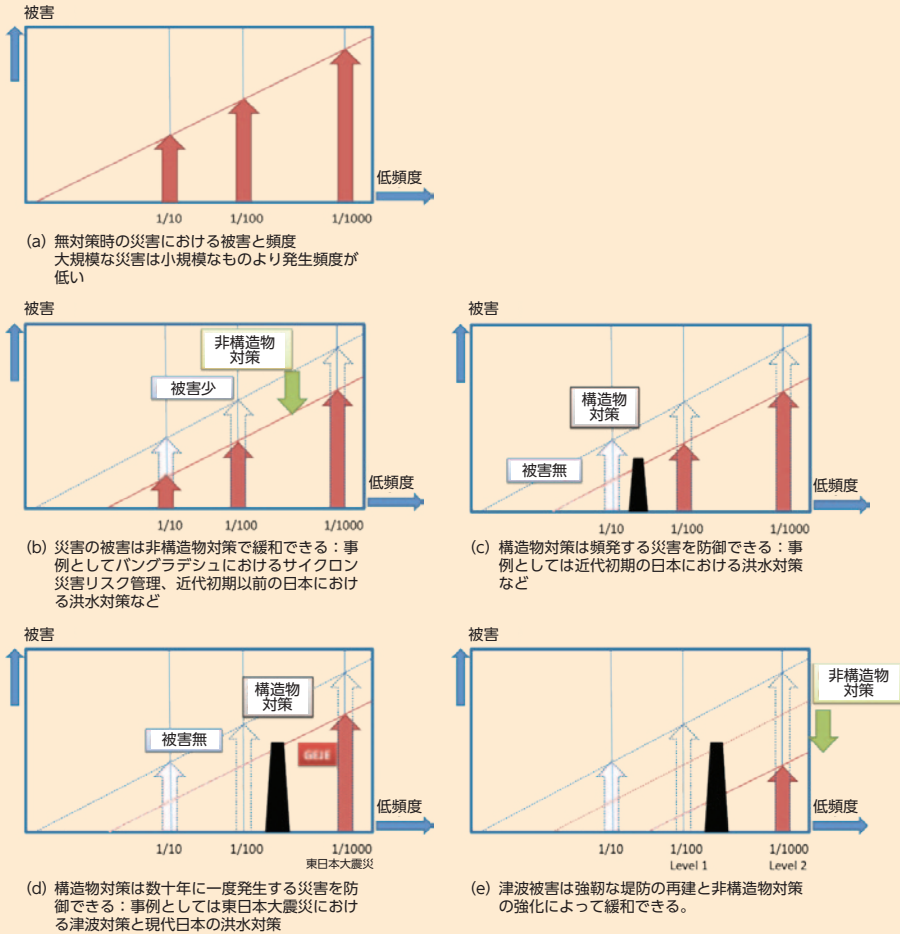 被害
低頻度
1/10
1/100
1/1000
(a) 無対策時の災害における被害と頻度
大規模な災害は小規模なものより発生頻度が
低い
被害
非構造物
対策
被害少
低頻度
1/10
1/100
1/1000
(b) 災害の被害は非構造物対策で緩和できる：事
例としてバングラデシュにおけるサイクロン
災害リスク管理、近代初期以前の日本におけ
る洪水対策など
被害
構造物
対策
被害無
低頻度
1/10
1/100
1/1000
(c) 構造物対策は頻発する災害を防御できる：事
例としては近代初期の日本における洪水対策
など
被害
構造物
対策
被害無
GEJE
低頻度
1/10
1/100
1/1000
東日本大震災
(d) 構造物対策は数十年に一度発生する災害を防
御できる：事例としては東日本大震災におけ
る津波対策と現代日本の洪水対策
被害
非構造物
対策
低頻度
1/10
1/100
1/1000
Level 1
Level 2
(e) 津波被害は強靭な堤防の再建と非構造物対策
の強化によって緩和できる。